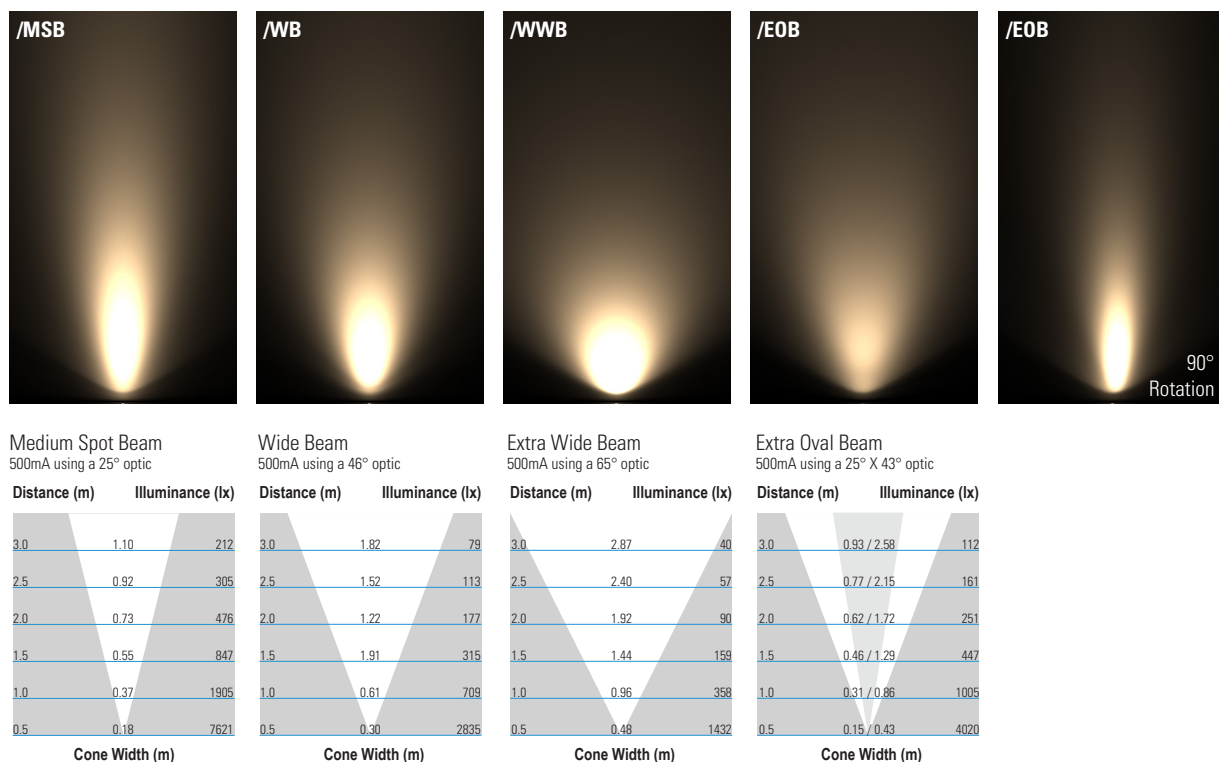 /MSB
/WB
/WWB
/EOB
/EOB
90°
Rotation
Medium Spot Beam
500mA using a 25° optic
Distance (m) Illuminance (lx)
3.0 1.10 212
2.5 0.92 305
2.0 0.73 476
1.5 0.55 847
1.0 0.37 1905
0.5 0.18 7621
Cone Width (m)
Wide Beam
500mA using a 46° optic
Distance (m) Illuminance (lx)
3.0 1.82 79
2.5 1.52 113
2.0 1.22 177
1.5 1.91 315
1.0 0.61 709
0.5 0.30 2835
Cone Width (m)
Extra Wide Beam
500mA using a 65° optic
Distance (m) Illuminance (lx)
3.0 2.87 40
2.5 2.40 57
2.0 1.92 90
1.5 1.44 159
1.0 0.96 358
0.5 0.48 1432
Cone Width (m)
Extra Oval Beam
500mA using a 25° X 43° optic
Distance (m) Illuminance (lx)
3.0 0.93 / 2.58 112
2.5 0.77 / 2.15 161
2.0 0.62 / 1.72 251
1.5 0.46 / 1.29 447
1.0 0.31 / 0.86 1005
0.5 0.15 / 0.43 4020
Cone Width (m)